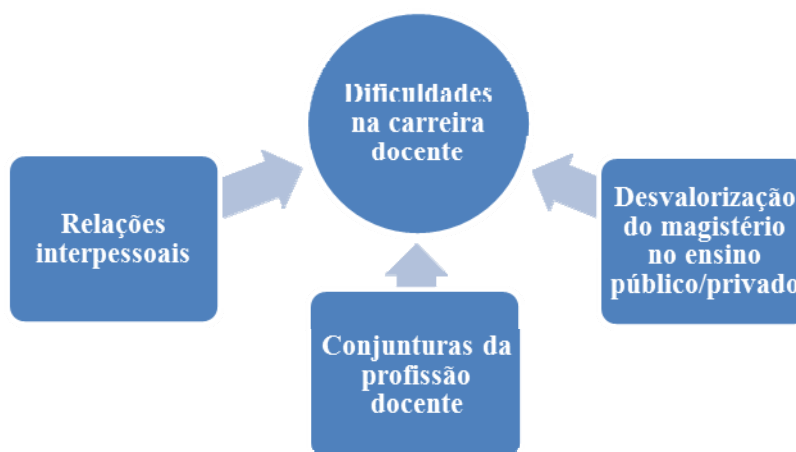 Dificuldades
na carreira
docente
Relações
interpessoais
Conjunturas da
profissão
docente
Desvalorização
do magistério
no ensino
público/privado